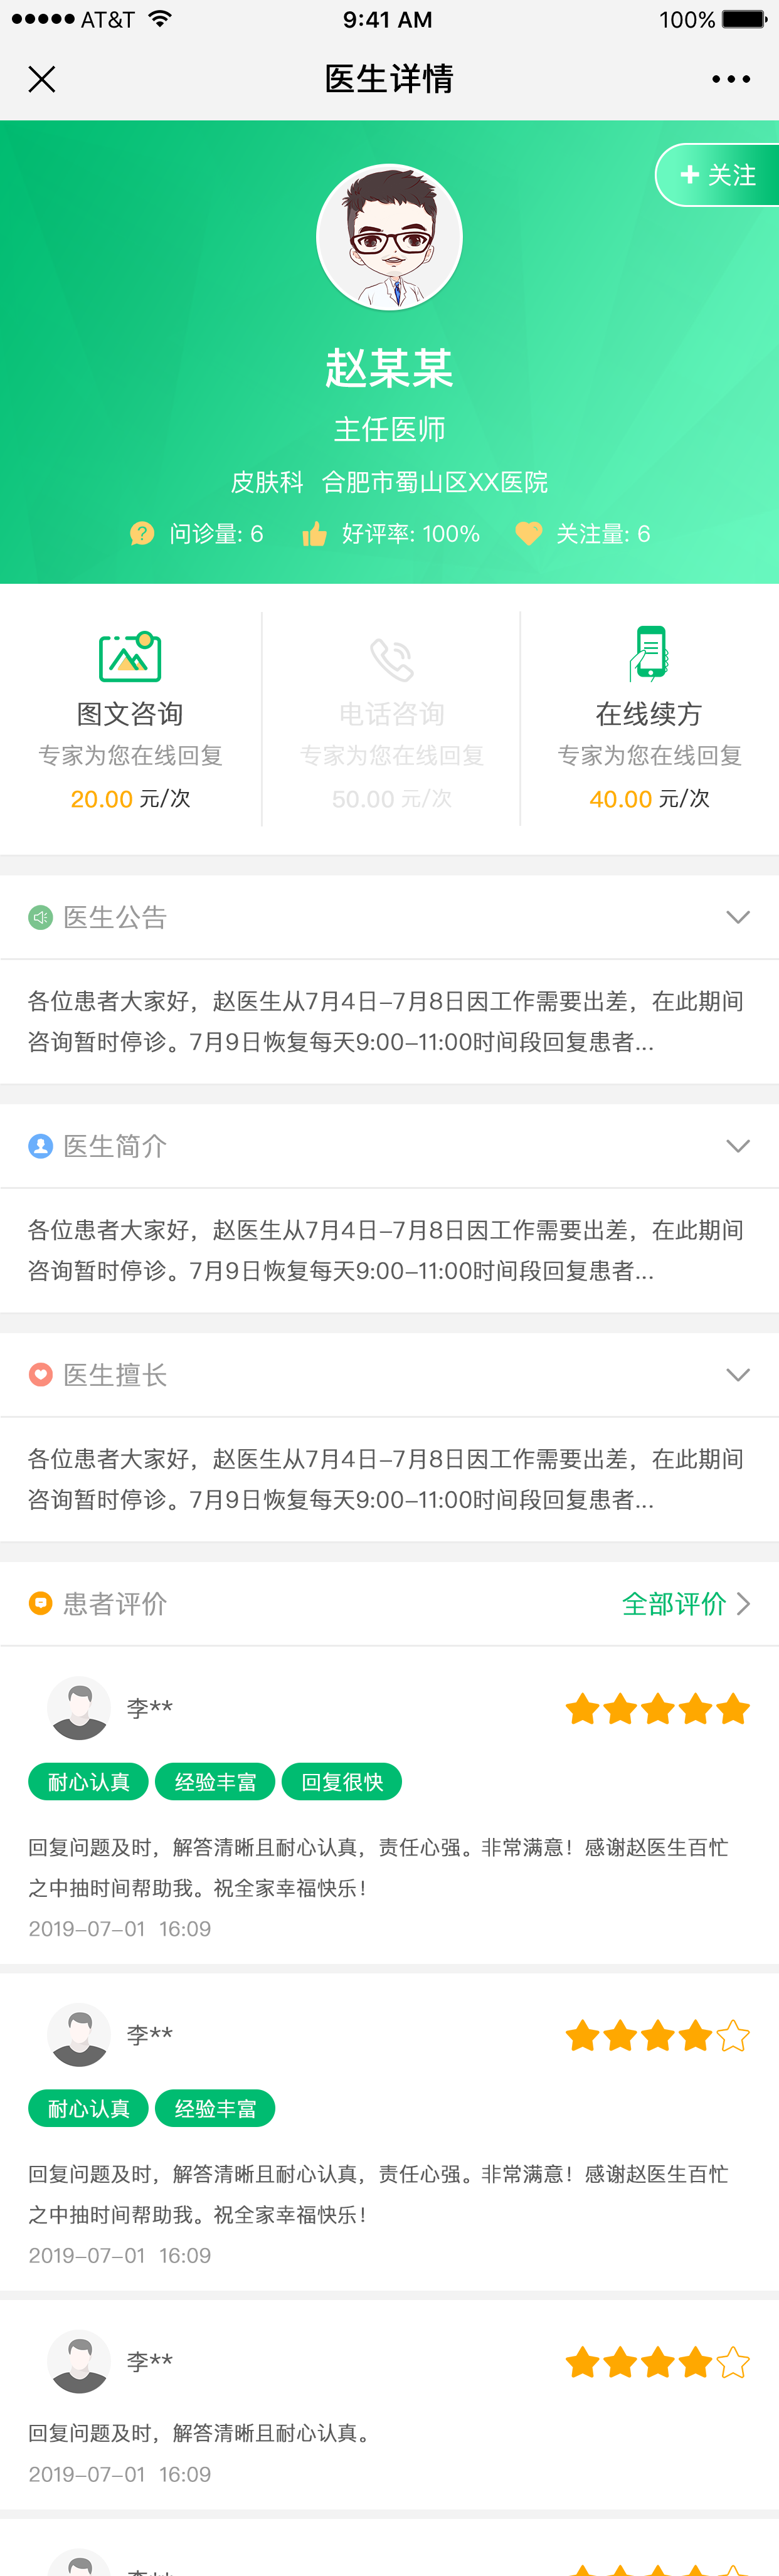 AT&T 9:41 AM 100%
医生详情
关注
赵某某
主任医师
皮肤科 合肥市蜀山区XX医院
问诊量: 6 好评率: 100% 关注量: 6
图文咨询 电话咨询 在线续方
专家为您在线回复 专家为您在线回复 专家为您在线回复
20.00 元/次 50.00 元/次 40.00 元/次
医生公告
各位患者大家好，赵医生从7月4日-7月8日因工作需要出差，在此期间
咨询暂时停诊。7月9日恢复每天9:00-11:00时间段回复患者...
医生简介
各位患者大家好，赵医生从7月4日-7月8日因工作需要出差，在此期间
咨询暂时停诊。7月9日恢复每天9:00-11:00时间段回复患者...
医生擅长
各位患者大家好，赵医生从7月4日-7月8日因工作需要出差，在此期间
咨询暂时停诊。7月9日恢复每天9:00-11:00时间段回复患者...
患者评价 全部评价
李**
耐心认真 经验丰富 回复很快
回复问题及时，解答清晰且耐心认真，责任心强。非常满意！感谢赵医生百忙
之中抽时间帮助我。祝全家幸福快乐！
2019-07-01 16:09
李**
耐心认真 经验丰富
回复问题及时，解答清晰且耐心认真，责任心强。非常满意！感谢赵医生百忙
之中抽时间帮助我。祝全家幸福快乐！
2019-07-01 16:09
李**
回复问题及时，解答清晰且耐心认真。
2019-07-01 16:09